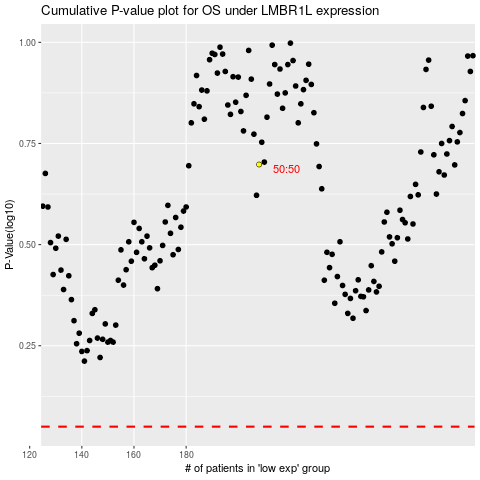 Cumulative P-value plot for OS under LMBR1L expression
P-Value(log10)
1.00
0.75
0.50
0.25
50:50
120 140 160 180
# of patients in 'low exp' group